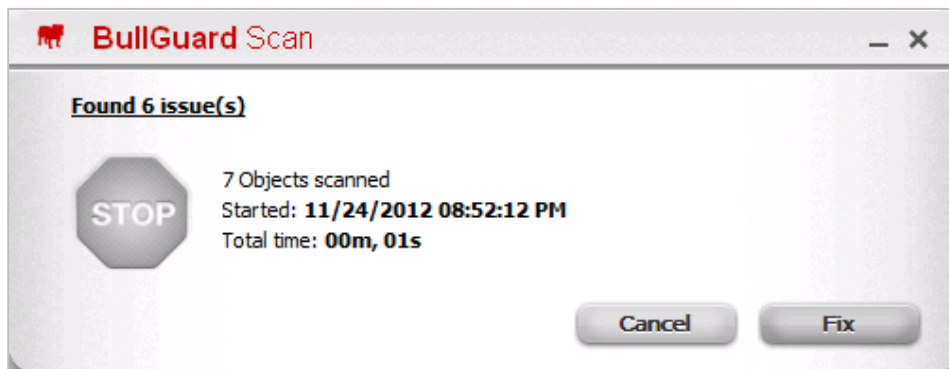 BullGuard Scan
Found 6 issue(s)
STOP
7 Objects scanned
Started: 11/24/2012 08:52:12 PM
Total time: 00m, 01s
Cancel
Fix